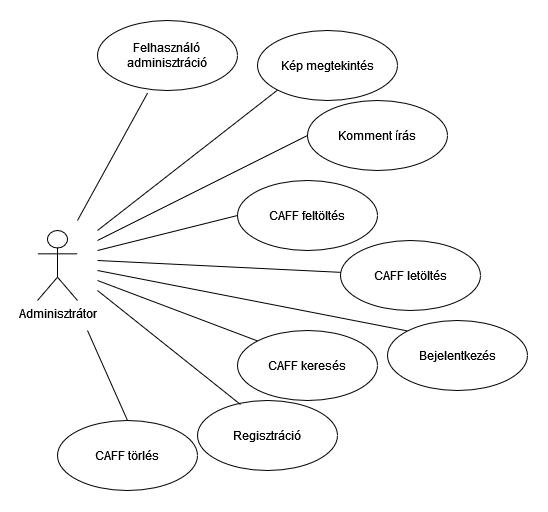 Felhasználó
adminisztráció
Kép megtekintés
Komment írás
CAFF feltöltés
CAFF letöltés
Adminisztrátor
Bejelentkezés
CAFF keresés
Regisztráció
CAFF törlés